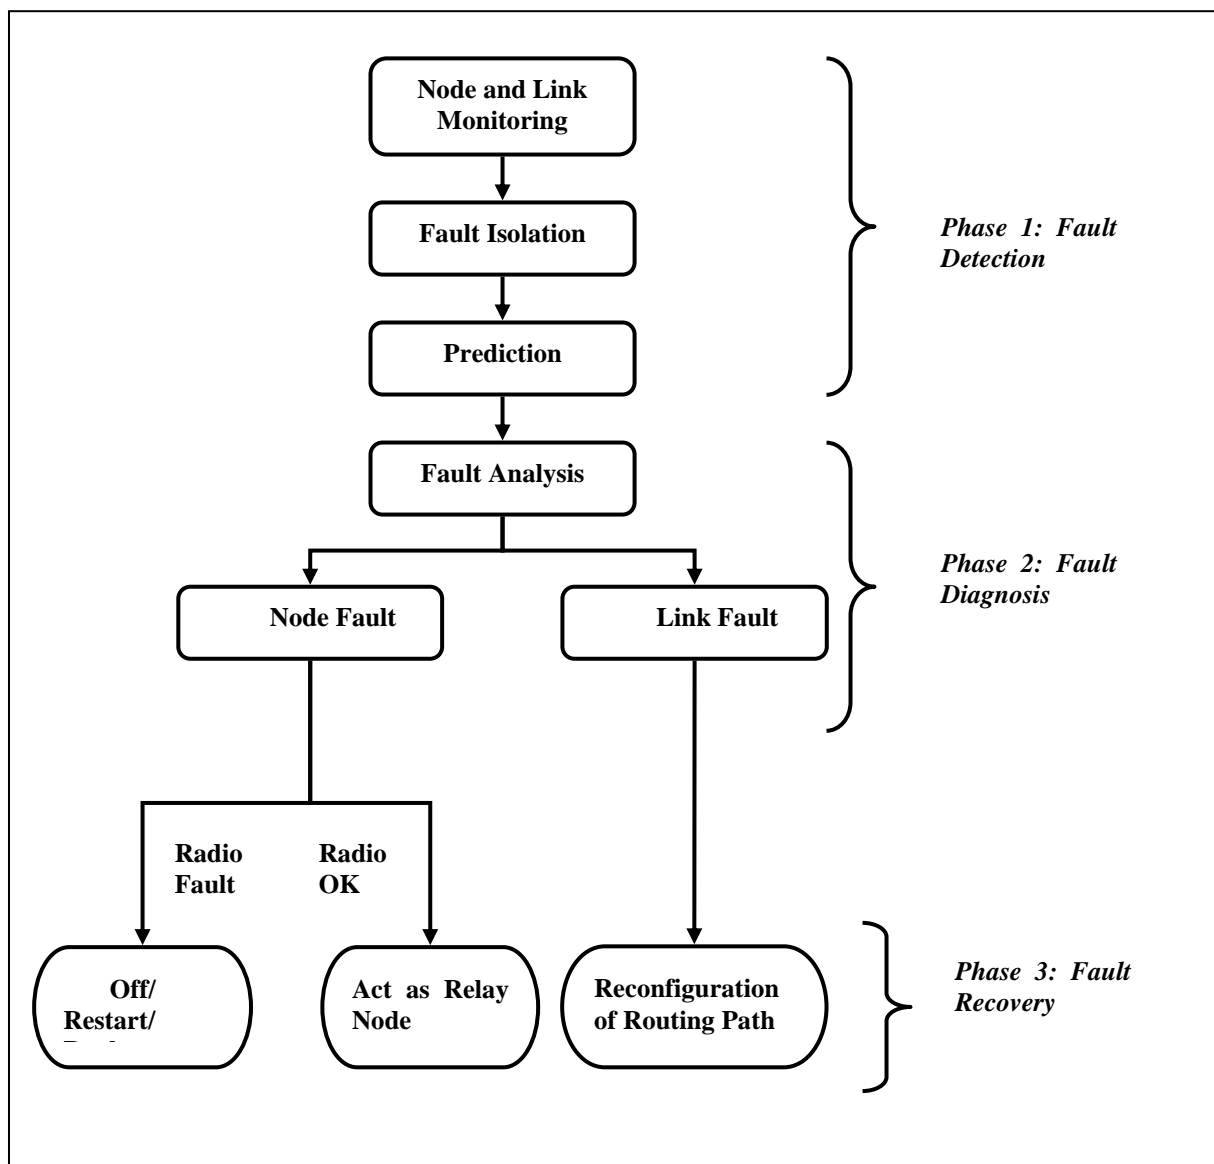 Node and Link
Monitoring
Fault Isolation
Phase 1: Fault
Detection
Prediction
Fault Analysis
Phase 2: Fault
Diagnosis
Node Fault
Link Fault
Radio
Fault
Radio
OK
Off/
Restart/
Act as Relay
Node
Reconfiguration
of Routing Path
Phase 3: Fault
Recovery